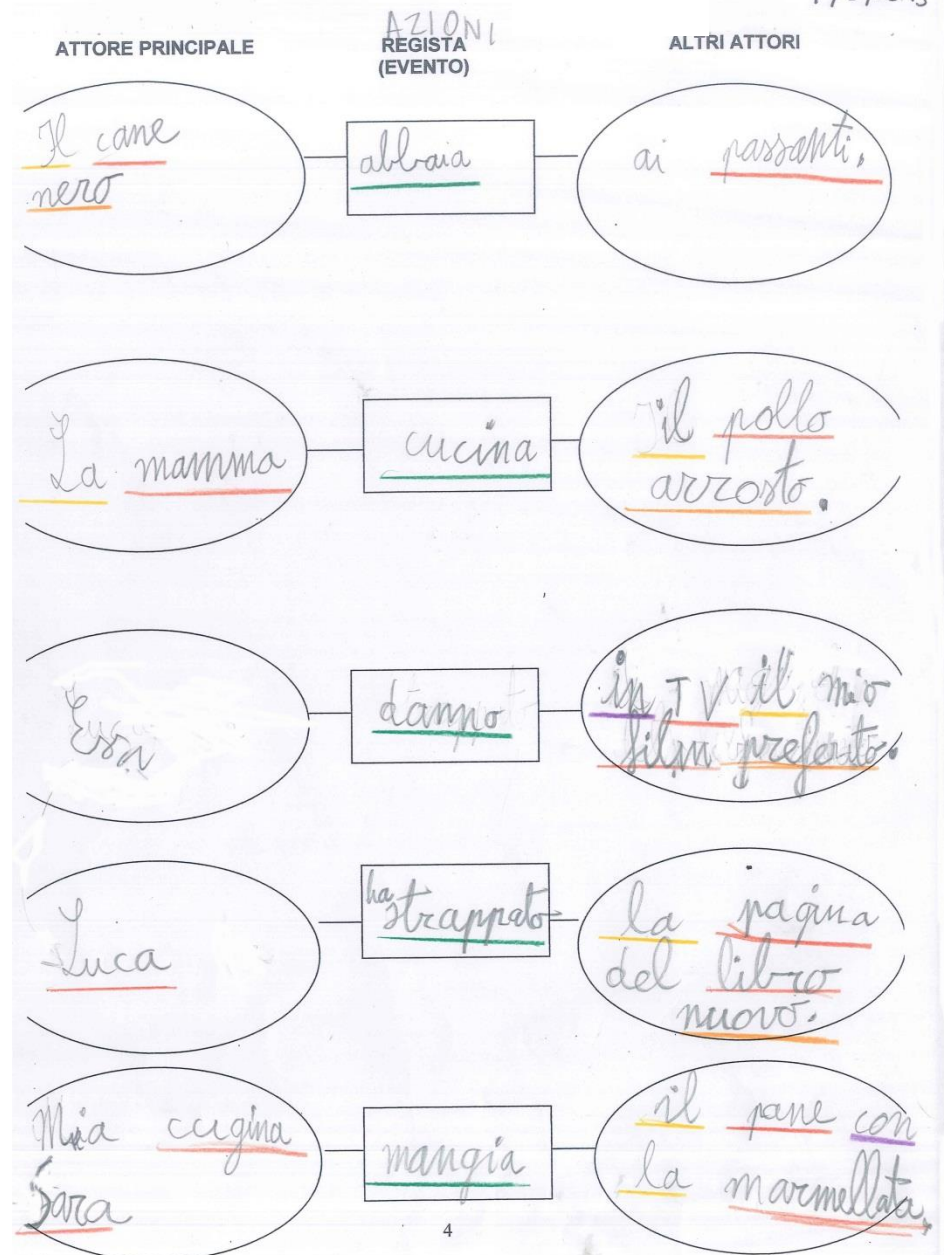 AZIONI
ATTORE PRINCIPALE REGISTA ALTRI ATTORI
(EVENTO)
Il cane
nero
abbaia
ai passanti.
La mamma
cucina
il pollo
arrosto.
Essi
danno
in TV il mio
film preferito.
Luca
ha strappato
la pagina
del libro
nuovo.
Mia cugina
Sara
mangia
il pane con
la marmellata.
4